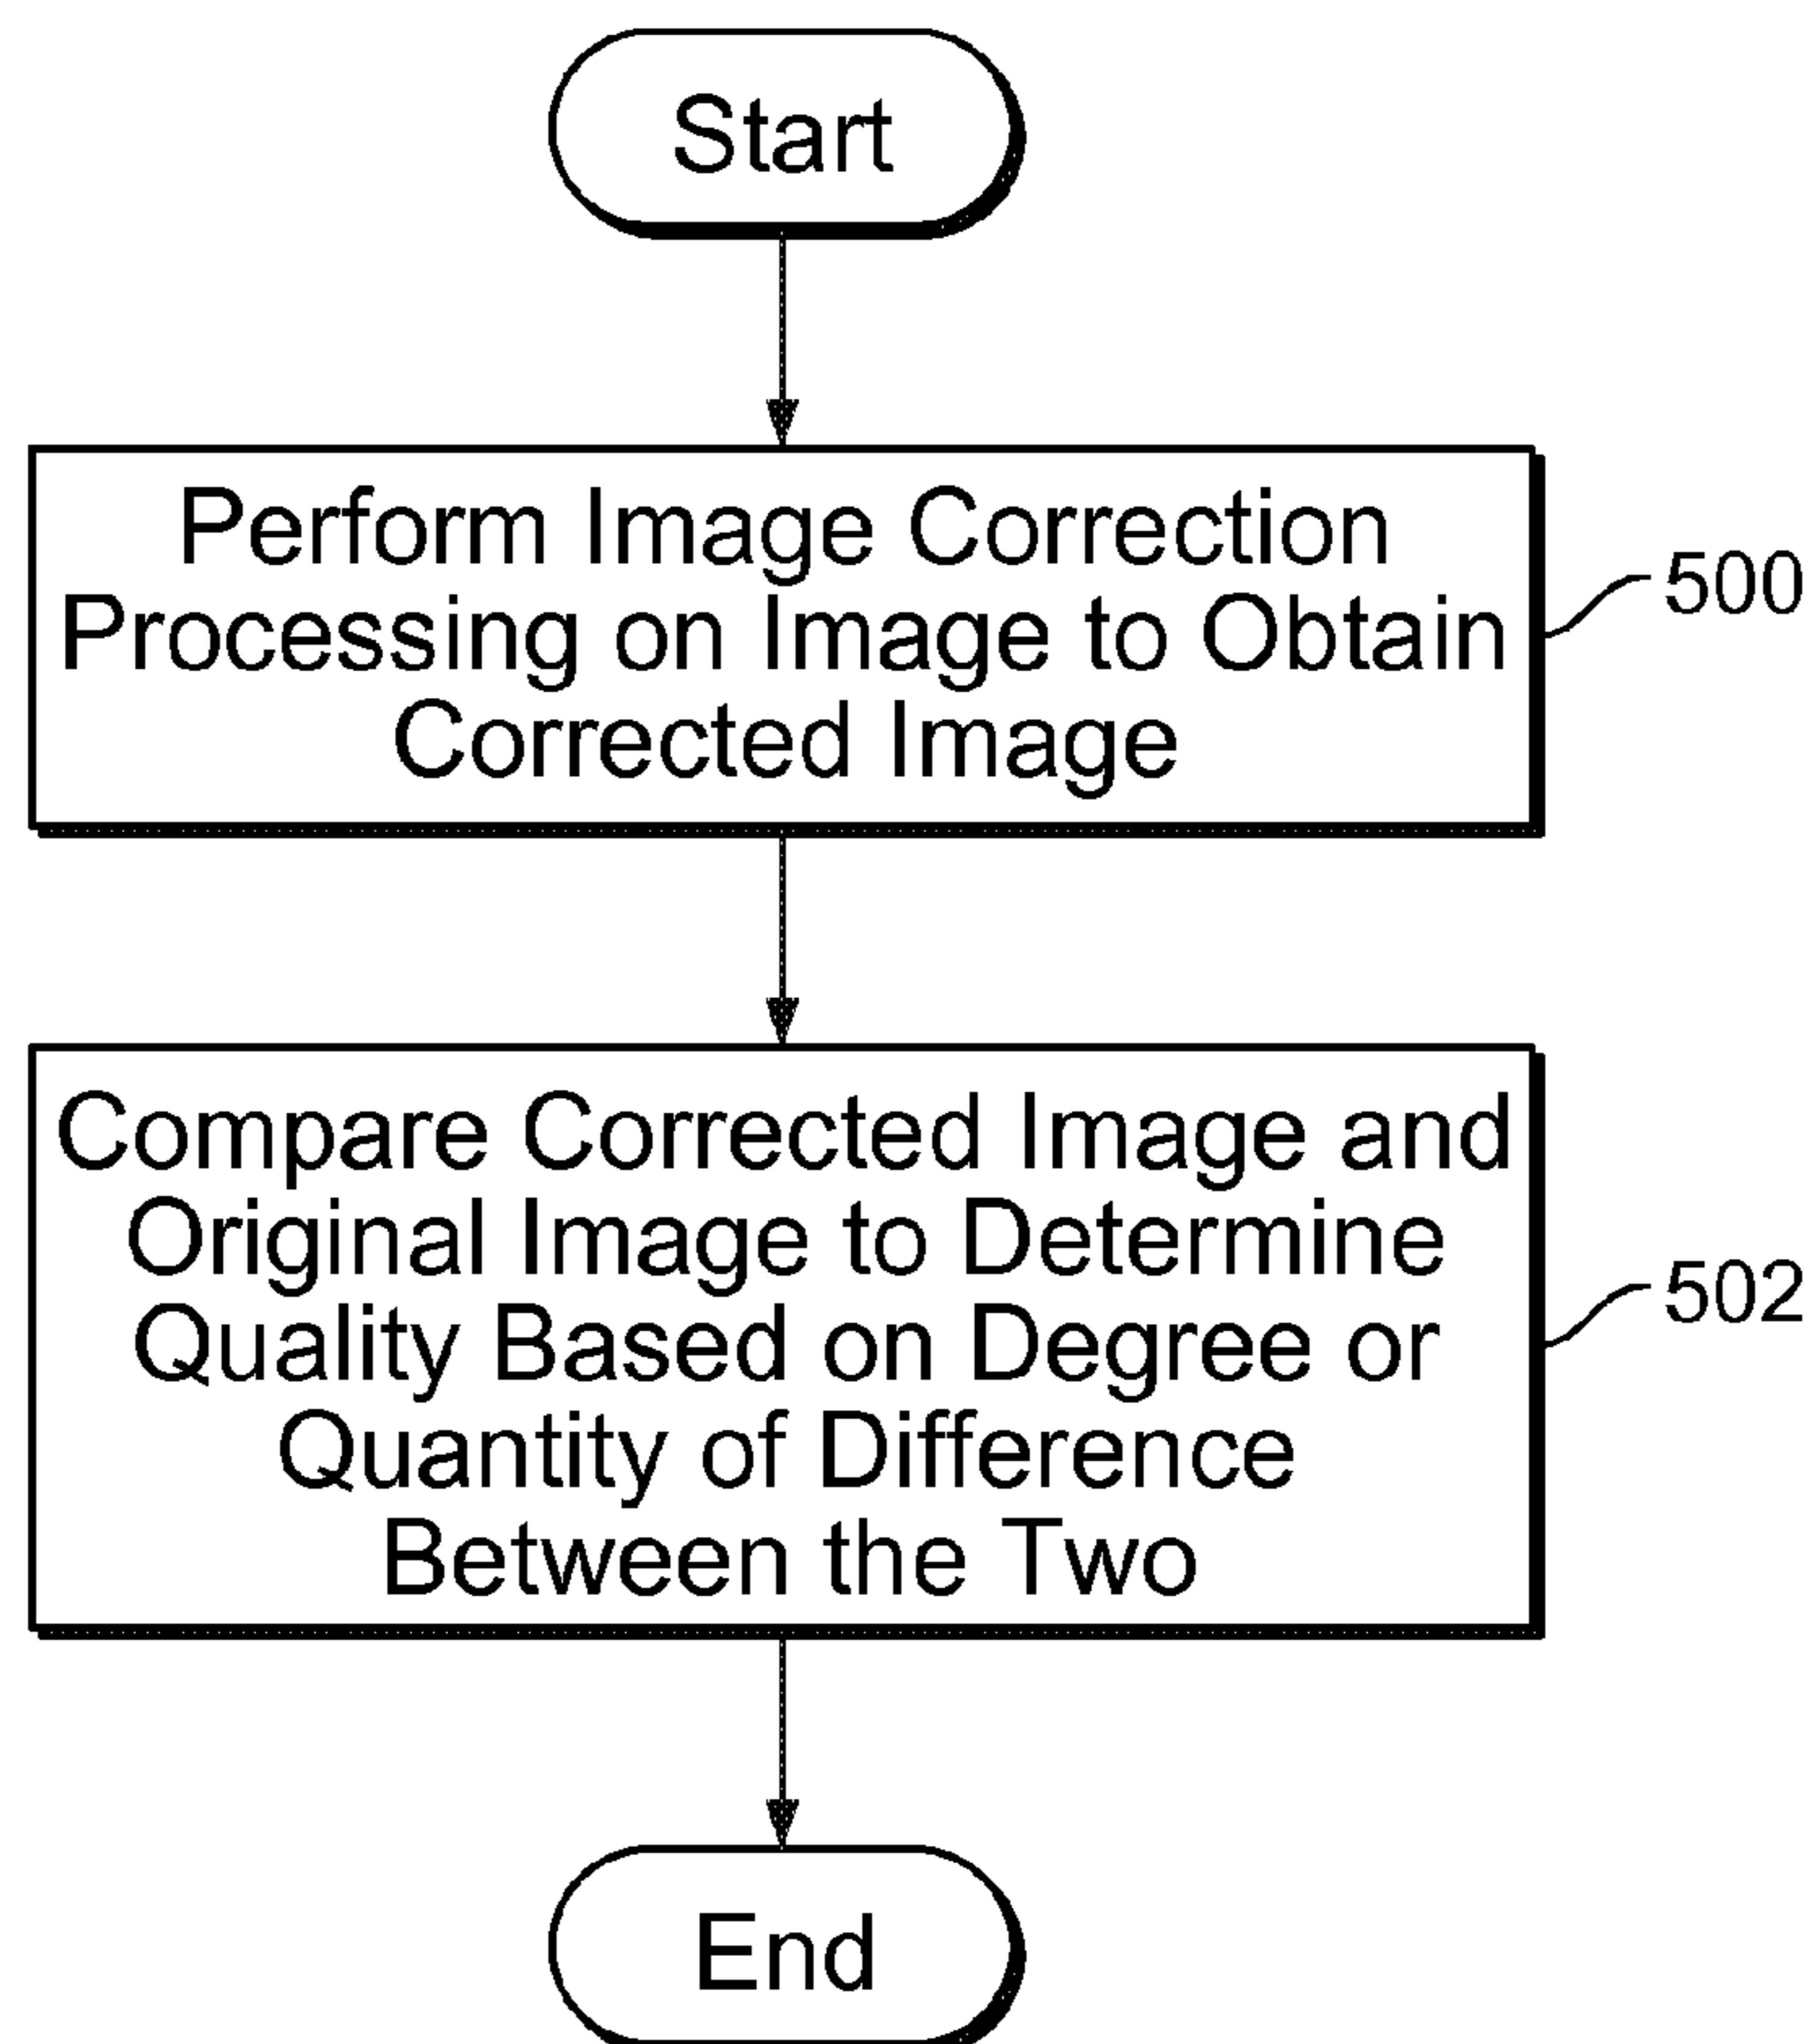 Start
Perform Image Correction
Processing on Image to Obtain
Corrected Image
500
Compare Corrected Image and
Original Image to Determine
Quality Based on Degree or
Quantity of Difference
Between the Two
502
End